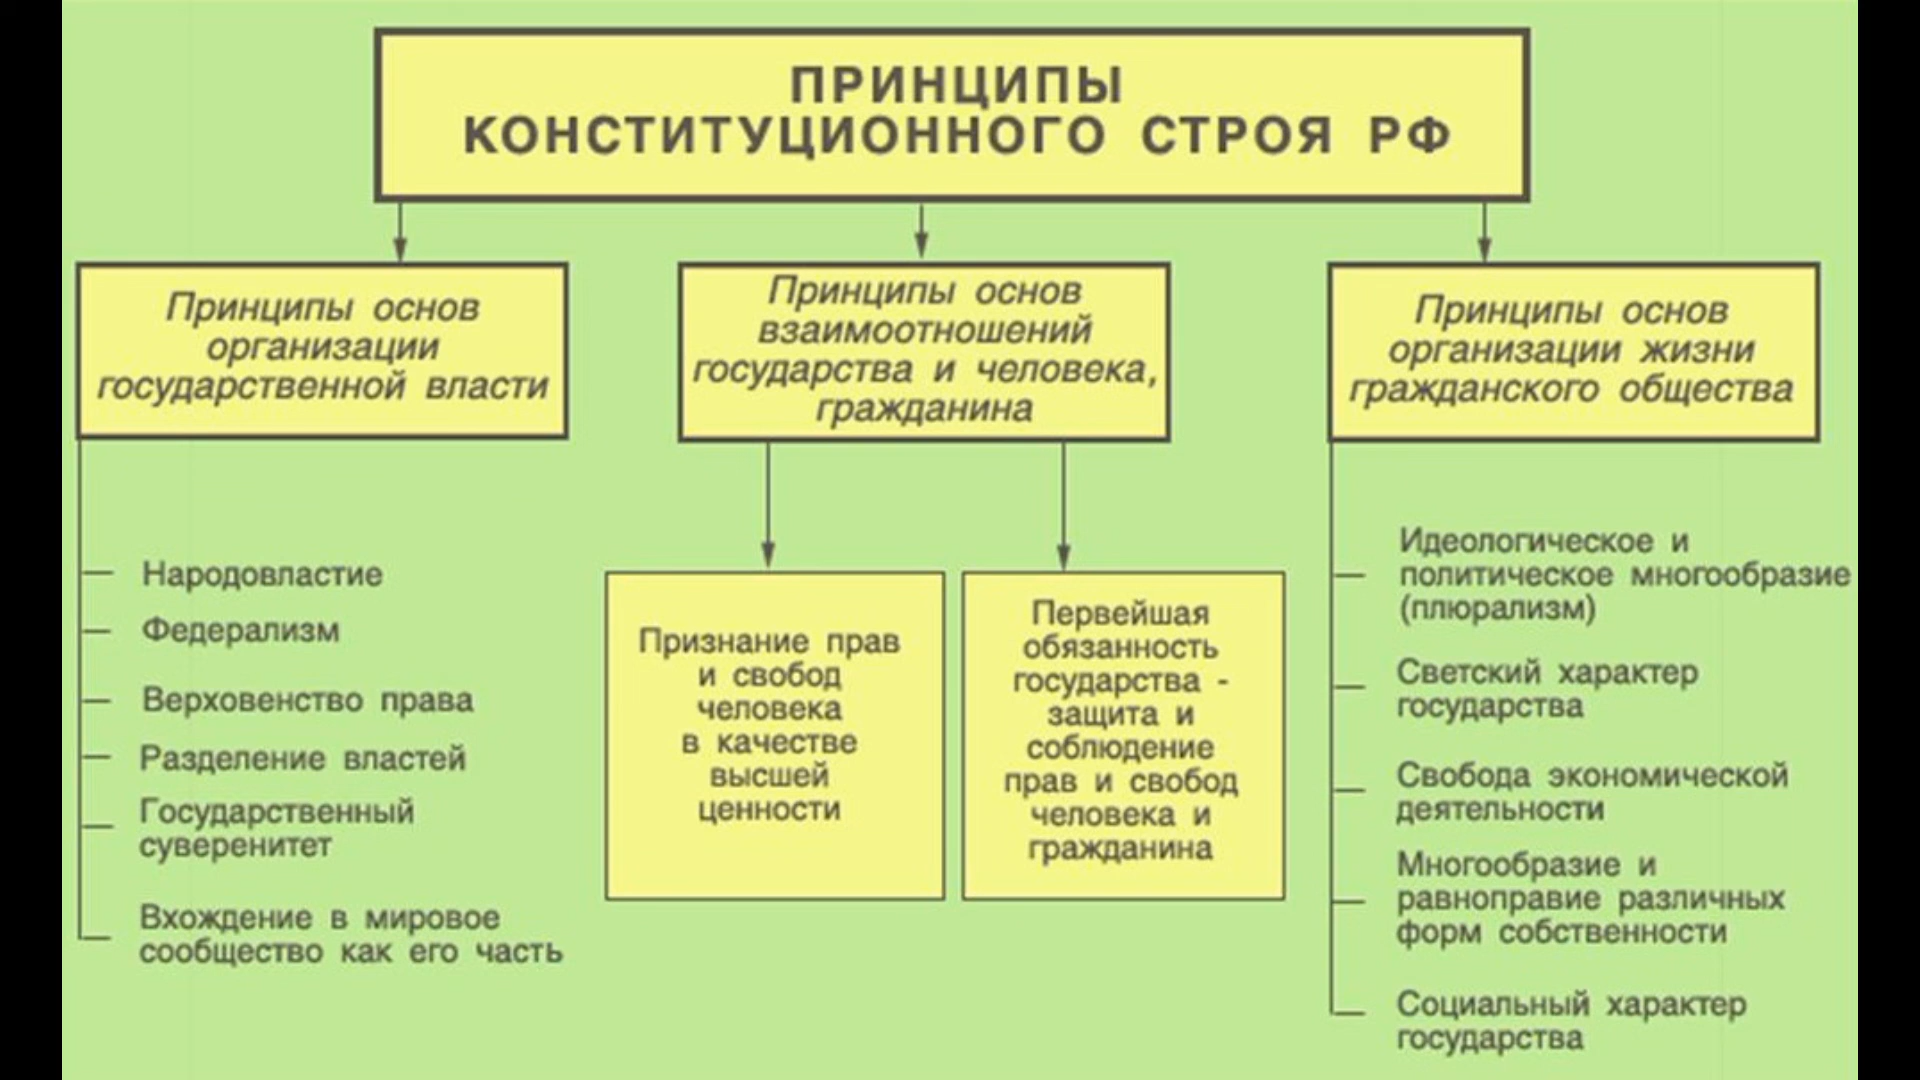 ПРИНЦИПЫ
КОНСТИТУЦИОННОГО СТРОЯ РФ
Принципы основ
организации
государственной власти
Народовластие
Федерализм
Верховенство права
Разделение властей
Государственный
суверенитет
Вхождение в мировое
сообщество как его часть
Принципы основ
взаимоотношений
государства и человека,
гражданина
Признание прав
и свобод
человека
в качестве
высшей
ценности
Первейшая
обязанность
государства -
защита и
соблюдение
прав и свобод
человека и
гражданина
Принципы основ
организации жизни
гражданского общества
Идеологическое и
политическое многообразие
(плюрализм)
Светский характер
государства
Свобода экономической
деятельности
Многообразие и
равноправие различных
форм собственности
Социальный характер
государства